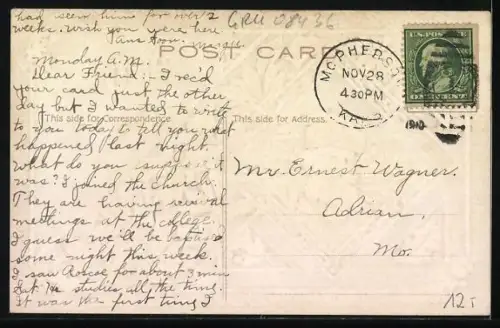 had seen him for over 2
weeks. Wish you were here
GRU 08436
POST CARD
U.S. POSTAGE
MCPHERSON
NOV 28
4 30 PM
KAN.
1910
Monday A.M.
Dear Friend:- I rec'd
your card just the other
day but I wanted to write
to you today to tell you what
This side for Correspondence.
This side for Address.
happened last night.
What do you suppose it
was? I joined the church.
They are having revival
meetings at the college.
I guess we'll be baptised
some night this week.
I saw Roscoe for about 3 min
Sat. He studies all the time.
It was the first time I
Mr. Ernest Wagner.
Adrian,
Mo.